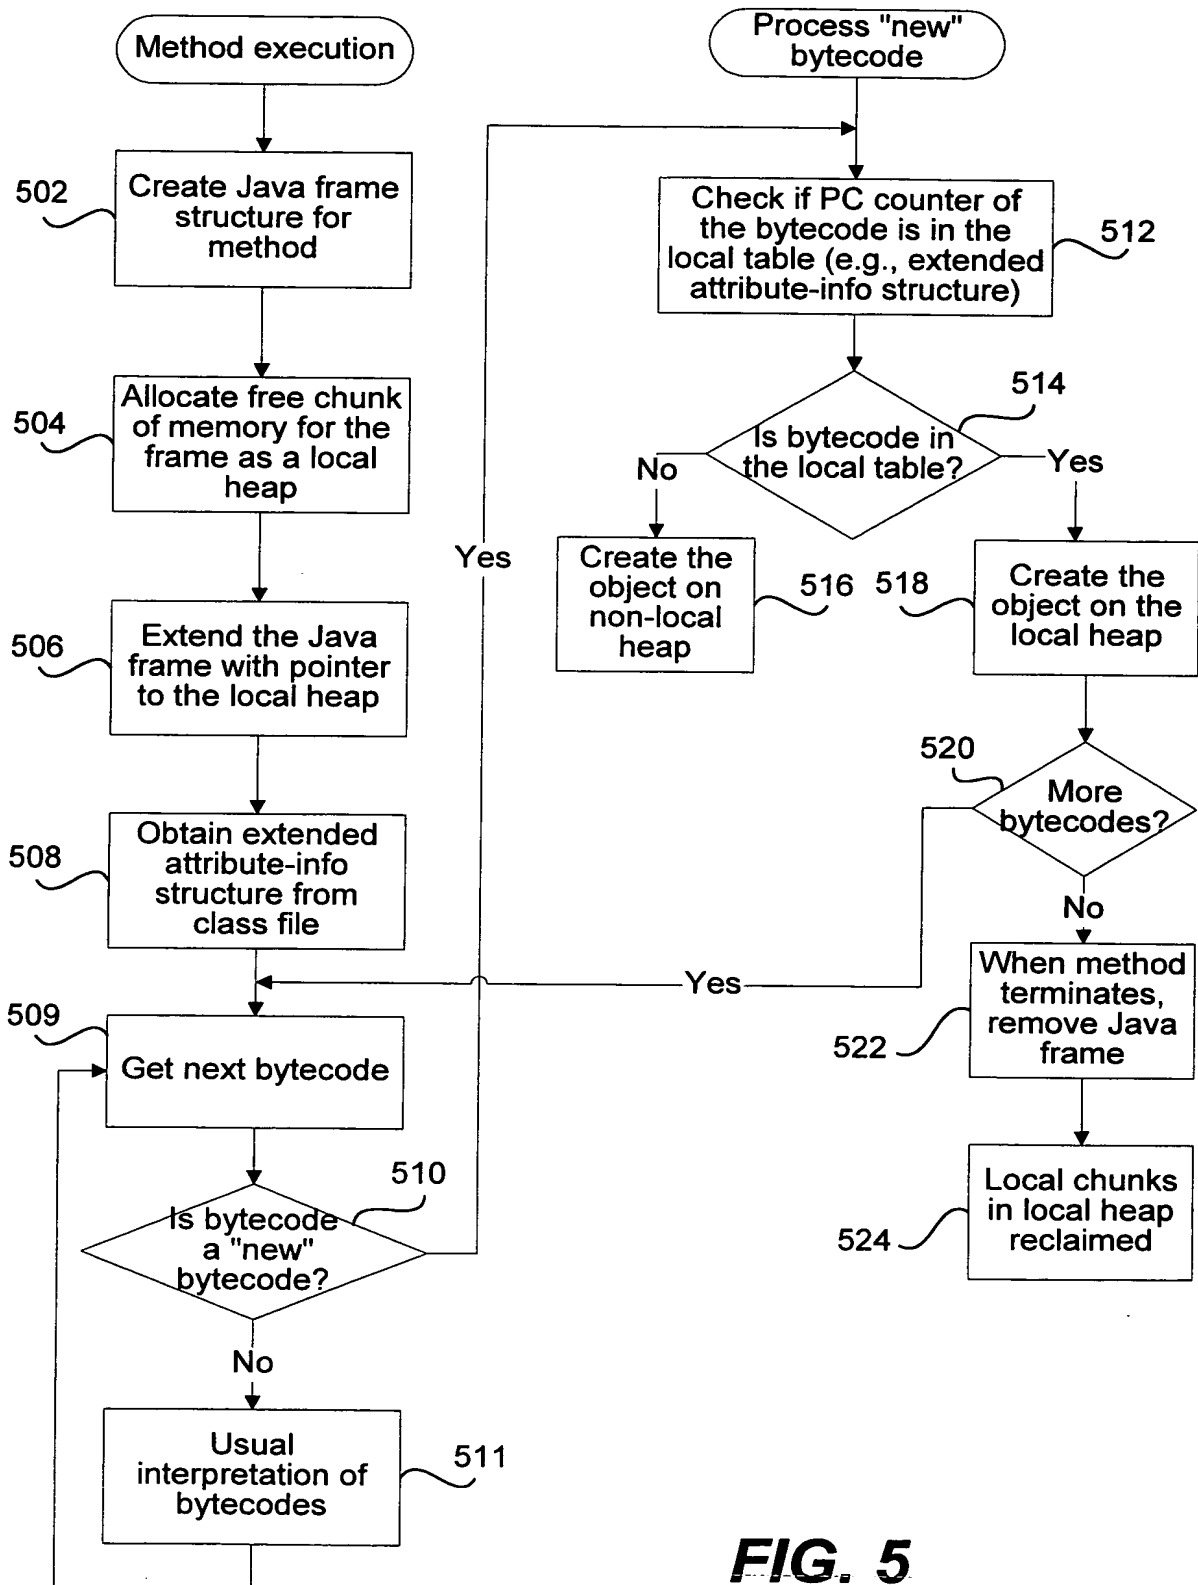 Method execution
502
Create Java frame
structure for
method
504
Allocate free chunk
of memory for the
frame as a local
heap
506
Extend the Java
frame with pointer
to the local heap
508
Obtain extended
attribute-info
structure from
class file
509
Get next bytecode
510
Is bytecode
a "new"
bytecode?
Yes
No
Usual
interpretation of
bytecodes
511
Process "new"
bytecode
Check if PC counter of
the bytecode is in the
local table (e.g., extended
attribute-info structure)
512
514
Is bytecode in
the local table?
No
Yes
Create the
object on
non-local
heap
516
518
Create the
object on the
local heap
520
More
bytecodes?
Yes
No
When method
terminates,
remove Java
frame
522
Local chunks
in local heap
reclaimed
524
FIG. 5